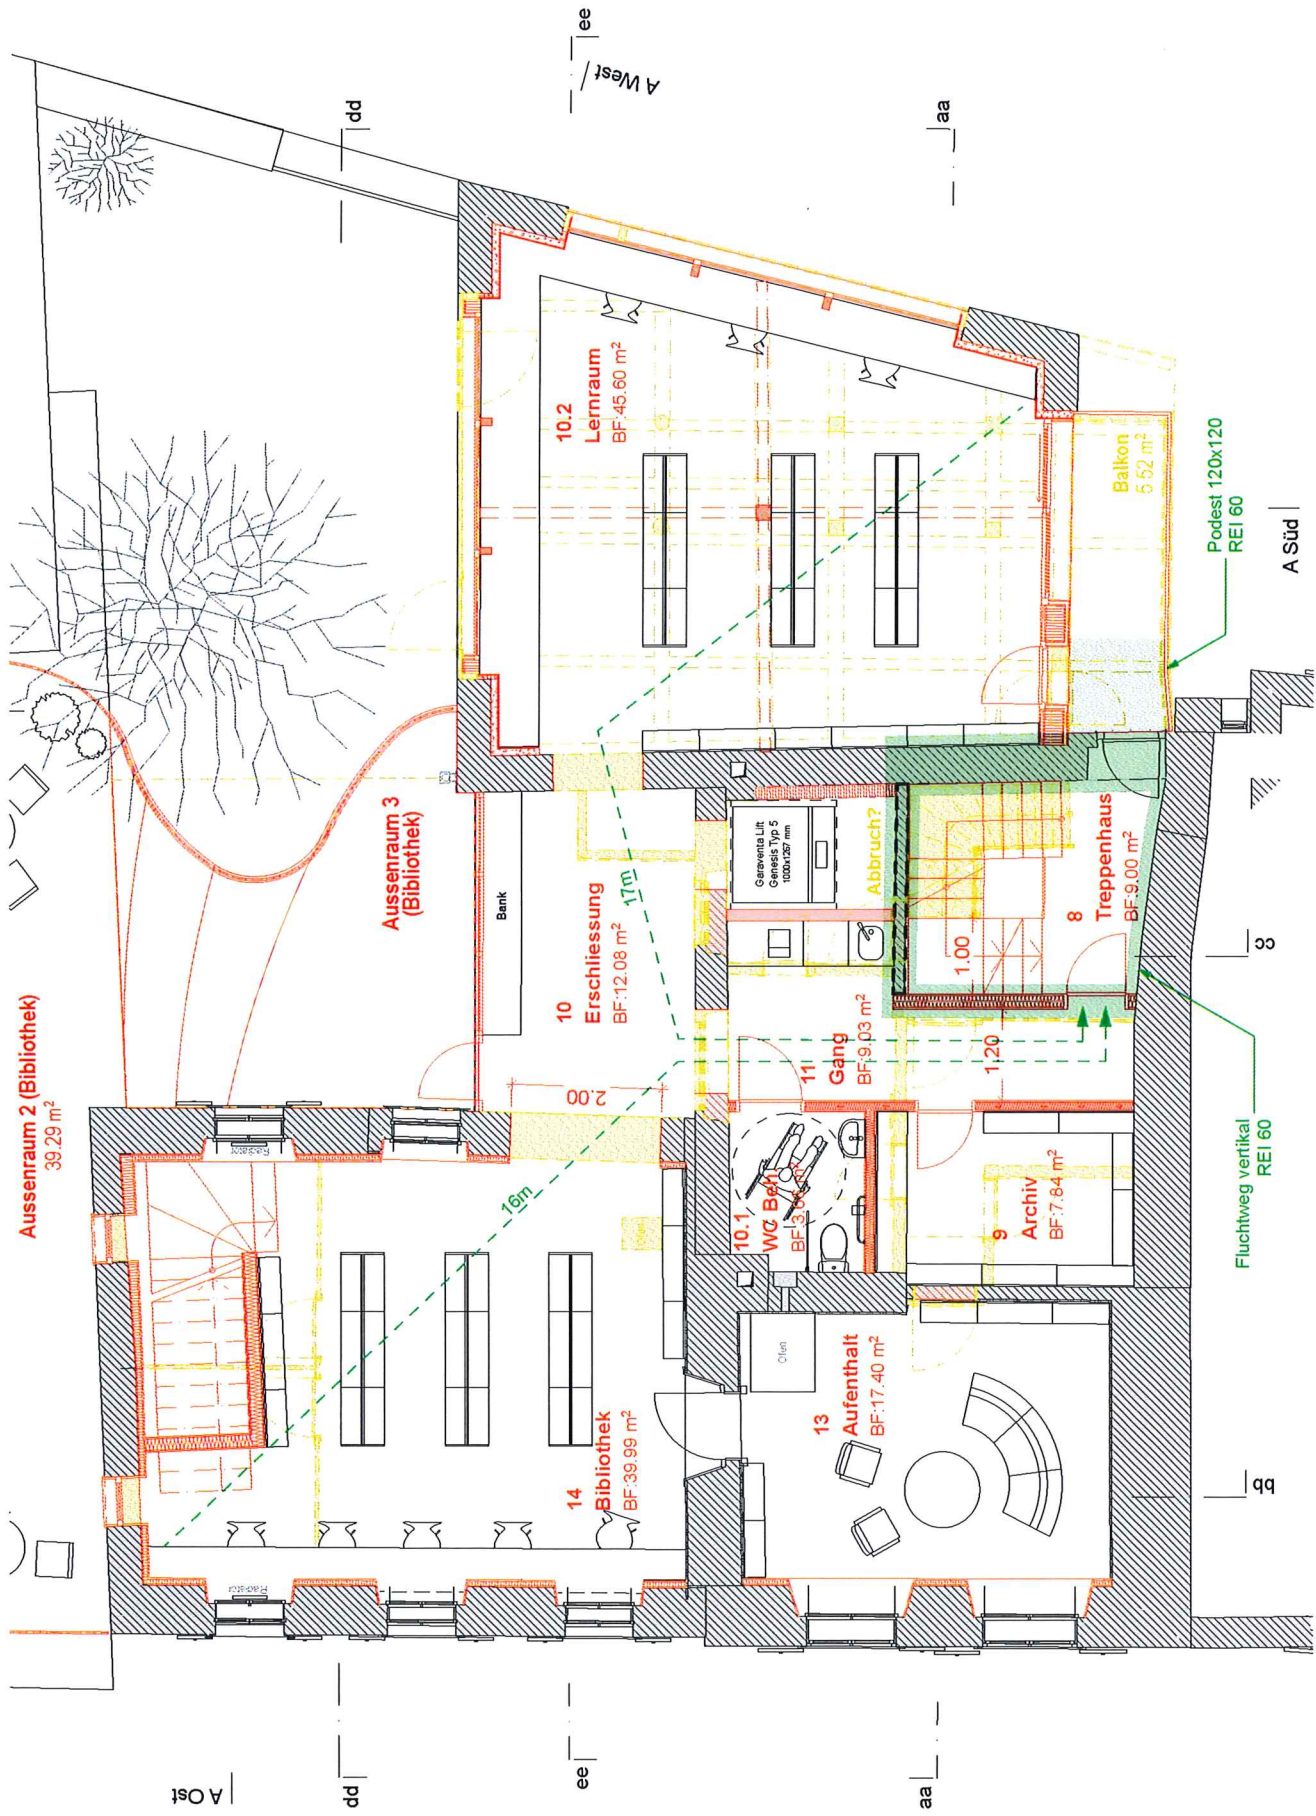 Aussenraum 2 (Bibliothek)
39.29 m²
Aussenraum 3
(Bibliothek)
A Ost
A West
A Süd
dd
dd
ee
ee
aa
aa
bb
cc
10.2
Lernraum
BF:45.60 m²
10
Erschliessung
BF:12.08 m²
Bank
2.00
17m
16m
Garaventa Lift
Genesis Typ 5
1000x1267 mm
Abbruch?
8
Treppenhaus
BF:9.00 m²
1.00
1.20
11
Gang
BF:9.03 m²
10.1
WC Beh
9
Archiv
BF:7.84 m²
13
Aufenthalt
BF:17.40 m²
Ofen
14
Bibliothek
BF:39.99 m²
Radiator
Radiator
Balkon
5.52 m²
Podest 120x120
REI 60
Fluchtweg vertikal
REI 60